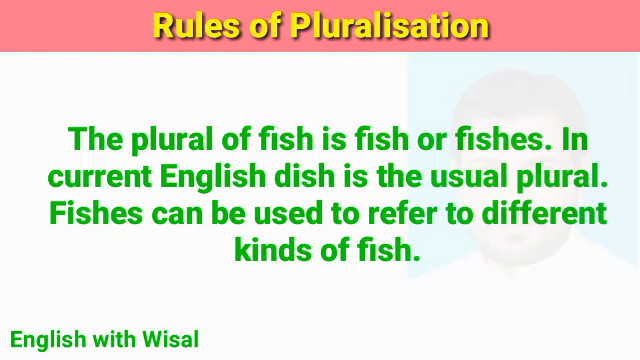 Rules of Pluralisation
The plural of fish is fish or fishes. In
current English dish is the usual plural.
Fishes can be used to refer to different
kinds of fish.
English with Wisal